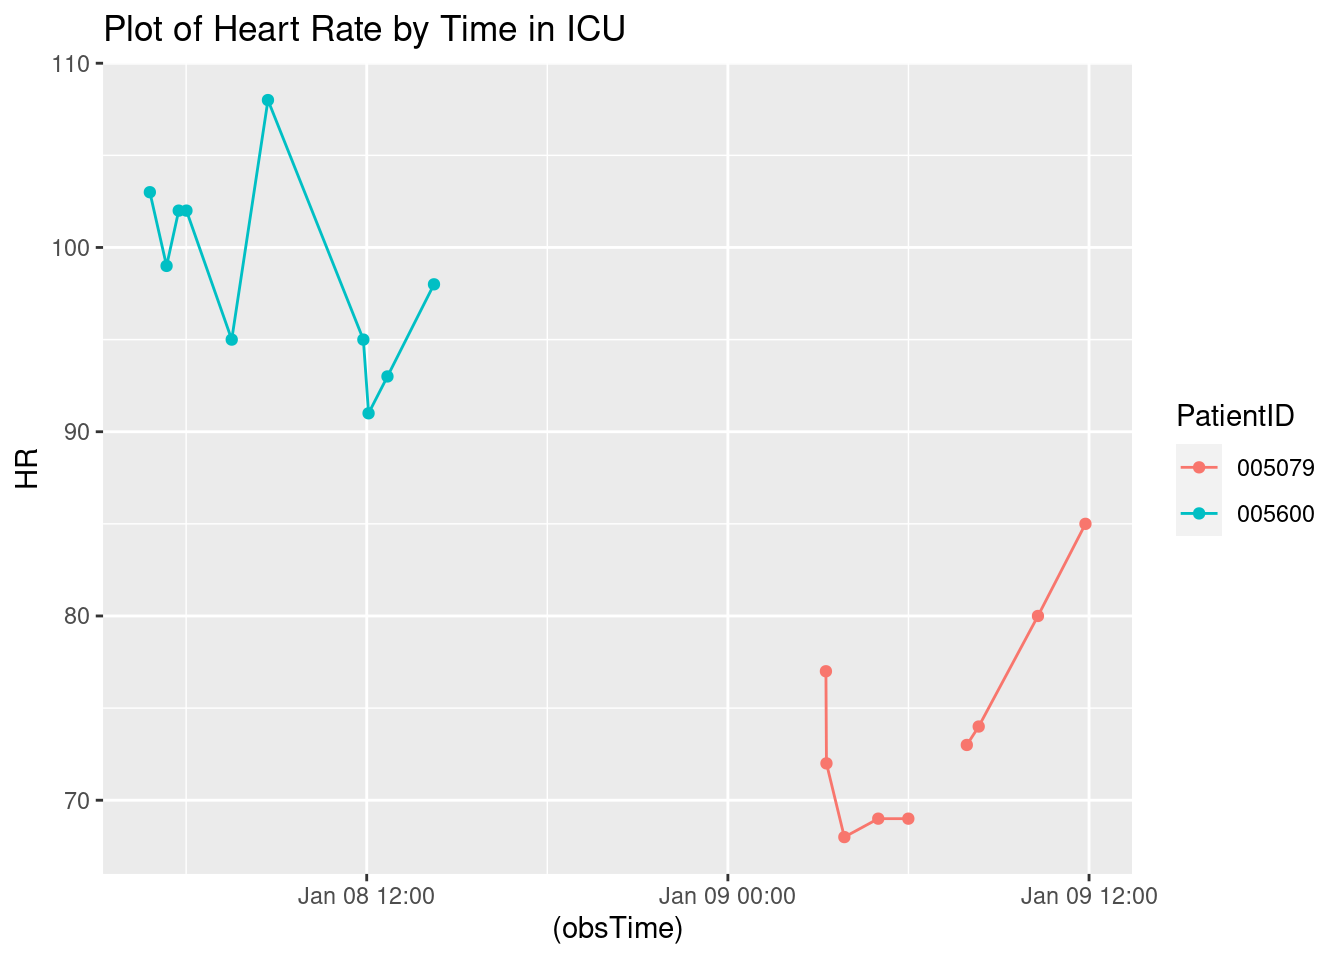 Plot of Heart Rate by Time in ICU
110
100
90
80
70
HR
Jan 08 12:00
Jan 09 00:00
Jan 09 12:00
(obsTime)
PatientID
005079
005600